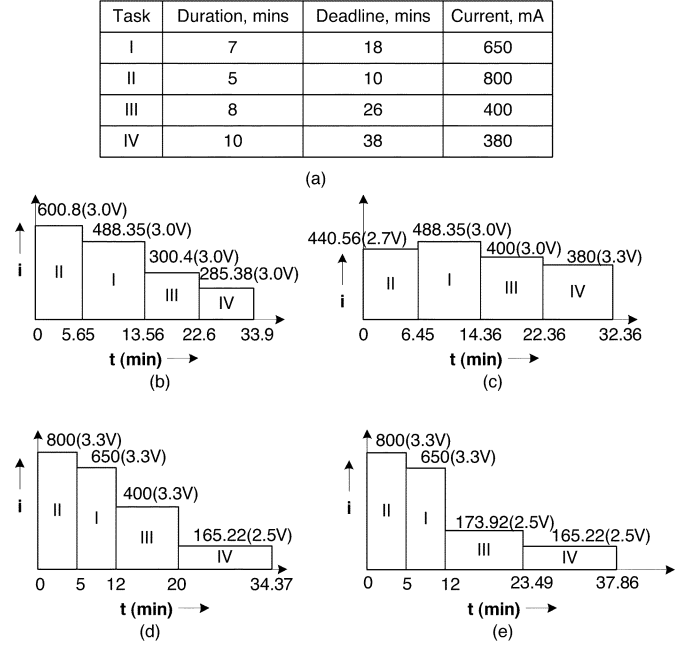 Task Duration, mins Deadline, mins Current, mA
I 7 18 650
II 5 10 800
III 8 26 400
IV 10 38 380
(a)
600.8(3.0V)
488.35(3.0V)
300.4(3.0V)
285.38(3.0V)
i II I III IV
0 5.65 13.56 22.6 33.9
t (min)
(b)
440.56(2.7V) 488.35(3.0V)
400(3.0V)
380(3.3V)
i II I III IV
0 6.45 14.36 22.36 32.36
t (min)
(c)
800(3.3V)
650(3.3V)
400(3.3V)
165.22(2.5V)
i II I III IV
0 5 12 20 34.37
t (min)
(d)
800(3.3V)
650(3.3V)
173.92(2.5V)
165.22(2.5V)
i II I III IV
0 5 12 23.49 37.86
t (min)
(e)